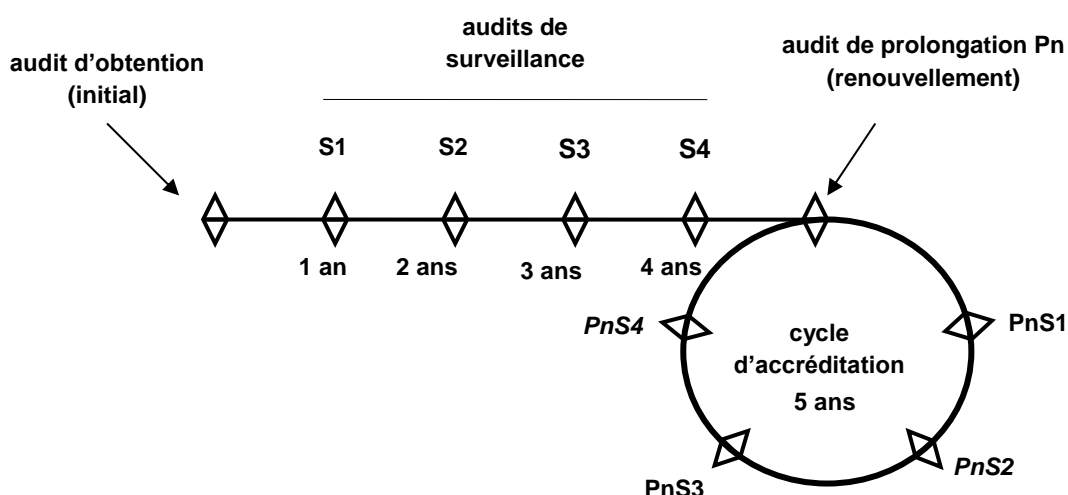 audits de
surveillance
audit d’obtention
(initial)
audit de prolongation Pn
(renouvellement)
S1 S2 S3 S4
1 an 2 ans 3 ans 4 ans
PnS4
PnS1
cycle
d’accréditation
5 ans
PnS3
PnS2